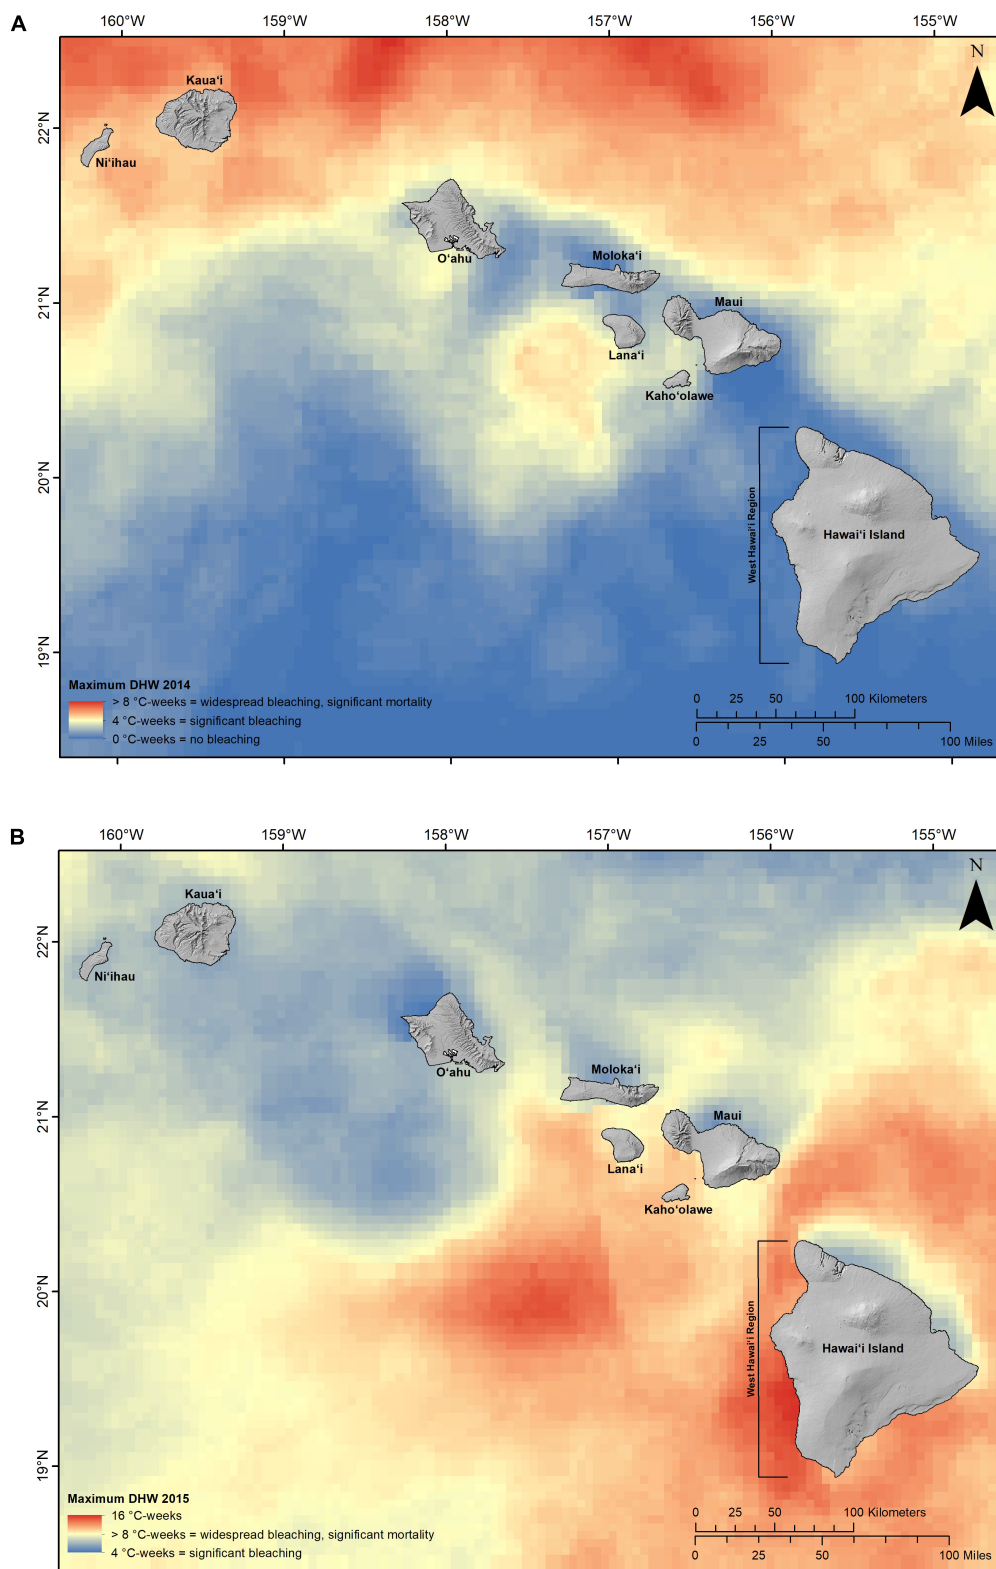 A
160°W 159°W 158°W 157°W 156°W 155°W
N
Kaua‘i
22°N
Ni‘ihau
O‘ahu
Moloka‘i
21°N
Maui
Lana‘i
Kaho‘olawe
20°N
West Hawai‘i Region
Hawai‘i Island
19°N
Maximum DHW 2014
> 8 °C-weeks = widespread bleaching, significant mortality
4 °C-weeks = significant bleaching
0 °C-weeks = no bleaching
0 25 50 100 Kilometers
0 25 50 100 Miles
B
160°W 159°W 158°W 157°W 156°W 155°W
N
Kaua‘i
22°N
Ni‘ihau
O‘ahu
Moloka‘i
21°N
Maui
Lana‘i
Kaho‘olawe
20°N
West Hawai‘i Region
Hawai‘i Island
19°N
Maximum DHW 2015
16 °C-weeks
> 8 °C-weeks = widespread bleaching, significant mortality
4 °C-weeks = significant bleaching
0 25 50 100 Kilometers
0 25 50 100 Miles